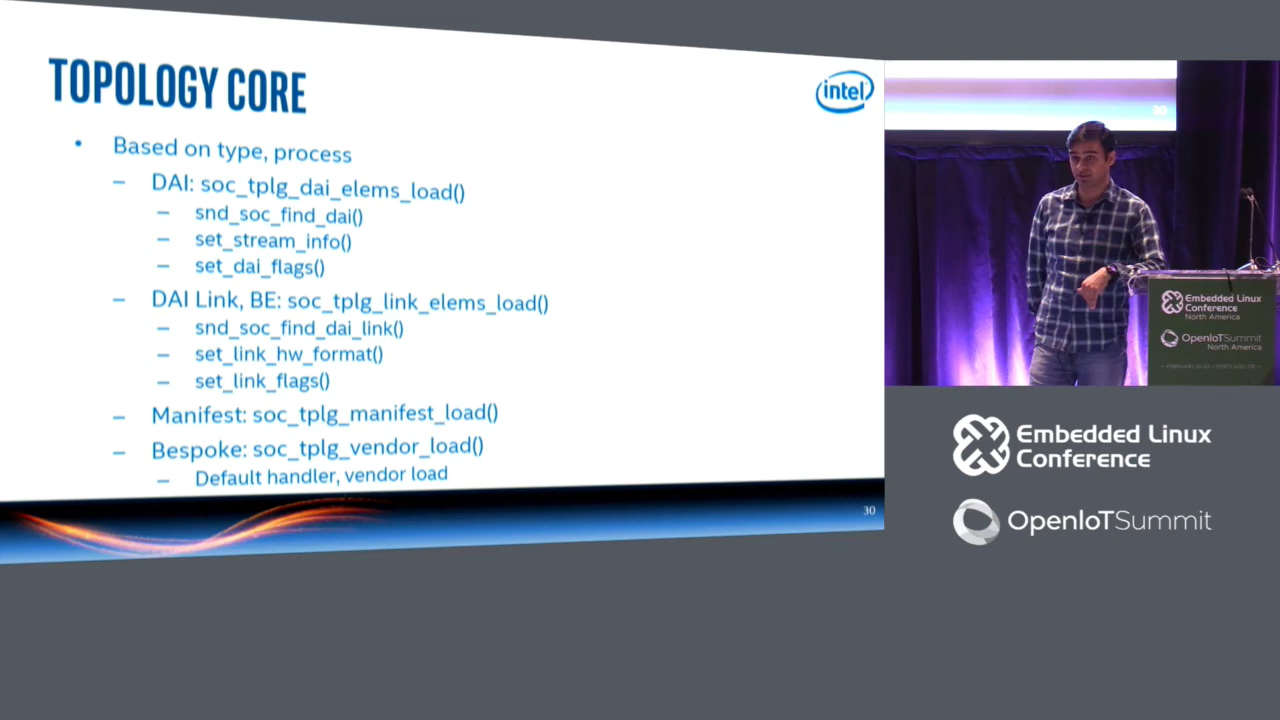 TOPOLOGY CORE
intel
• Based on type, process
– DAI: soc_tplg_dai_elems_load()
– snd_soc_find_dai()
– set_stream_info()
– set_dai_flags()
– DAI Link, BE: soc_tplg_link_elems_load()
– snd_soc_find_dai_link()
– set_link_hw_format()
– set_link_flags()
– Manifest: soc_tplg_manifest_load()
– Bespoke: soc_tplg_vendor_load()
– Default handler, vendor load
30
30
Embedded Linux
Conference
North America
OpenIoTSummit
North America
Embedded Linux
Conference
OpenIoTSummit